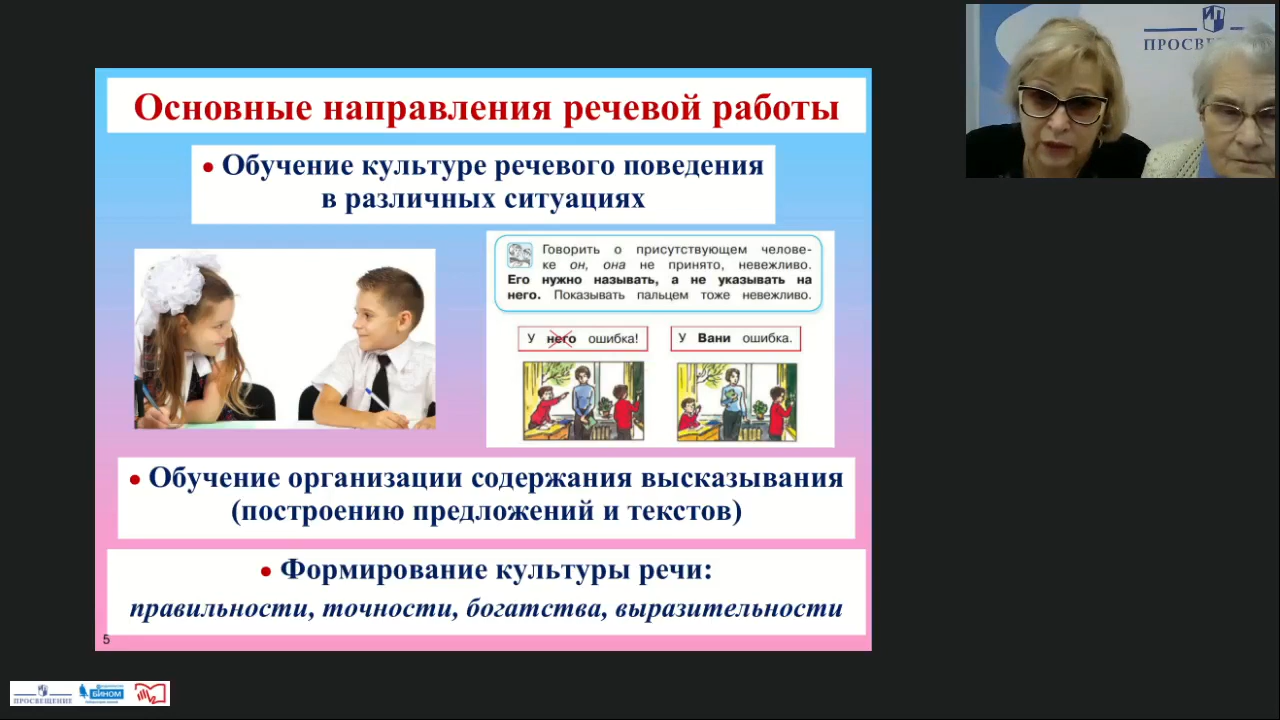 Основные направления речевой работы
• Обучение культуре речевого поведения
в различных ситуациях
Говорить о присутствующем челове-
ке он, она не принято, невежливо.
Его нужно называть, а не указывать на
него. Показывать пальцем тоже невежливо.
У него ошибка!
У Вани ошибка.
• Обучение организации содержания высказывания
(построению предложений и текстов)
• Формирование культуры речи:
правильности, точности, богатства, выразительности
5
ПРОСВЕЩЕНИЕ
БИНОМ